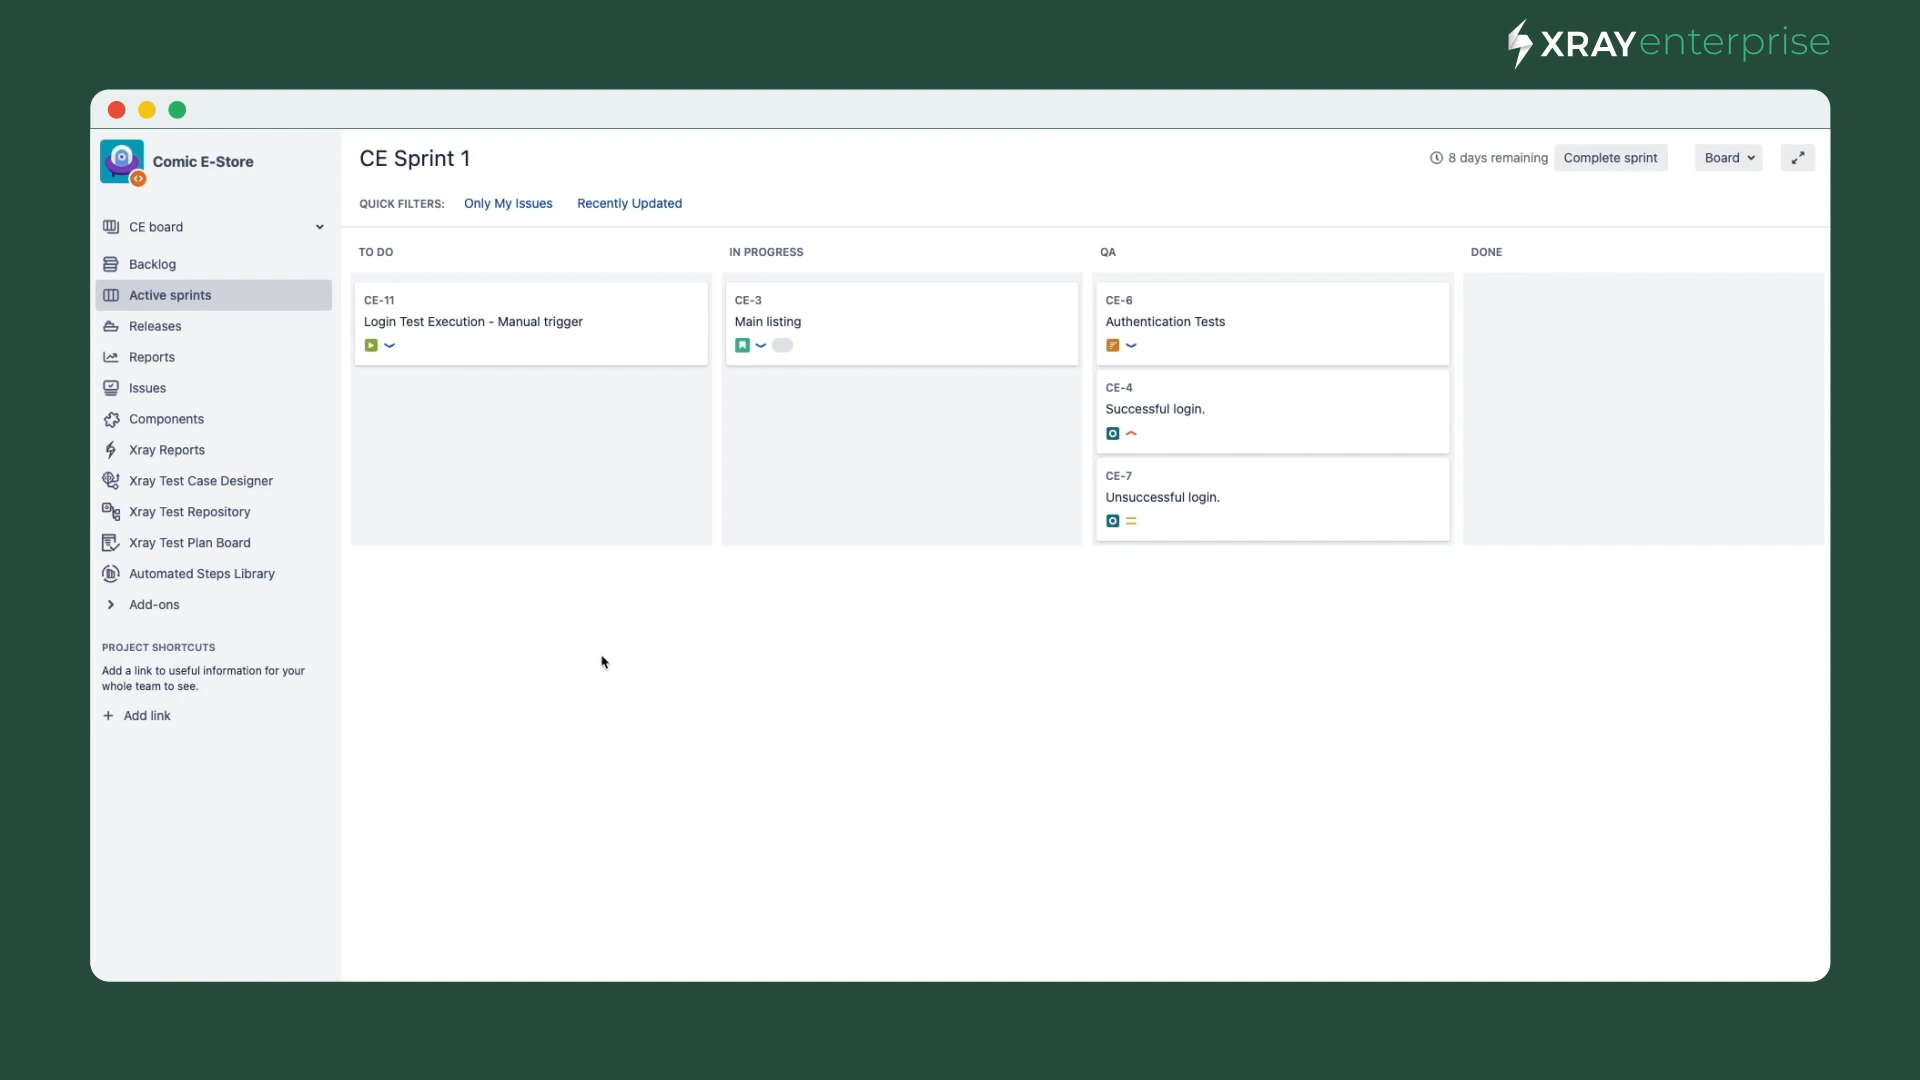 XRAY enterprise
Comic E-Store
CE board
Backlog
Active sprints
Releases
Reports
Issues
Components
Xray Reports
Xray Test Case Designer
Xray Test Repository
Xray Test Plan Board
Automated Steps Library
Add-ons
PROJECT SHORTCUTS
Add a link to useful information for your
whole team to see.
+ Add link
CE Sprint 1
8 days remaining
Complete sprint
Board
QUICK FILTERS:
Only My Issues
Recently Updated
TO DO
CE-11
Login Test Execution - Manual trigger
IN PROGRESS
CE-3
Main listing
QA
CE-6
Authentication Tests
CE-4
Successful login.
CE-7
Unsuccessful login.
DONE